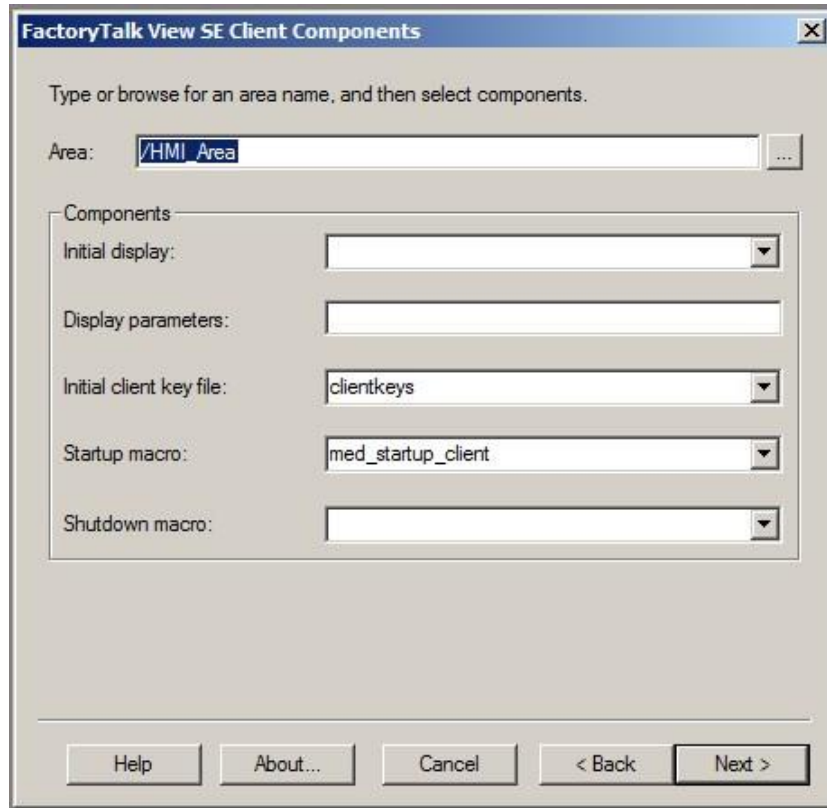 FactoryTalk View SE Client Components
Type or browse for an area name, and then select components.
Area: /HMI_Area ...
Components
Initial display:
Display parameters:
Initial client key file: clientkeys
Startup macro: med_startup_client
Shutdown macro:
Help About... Cancel < Back Next >